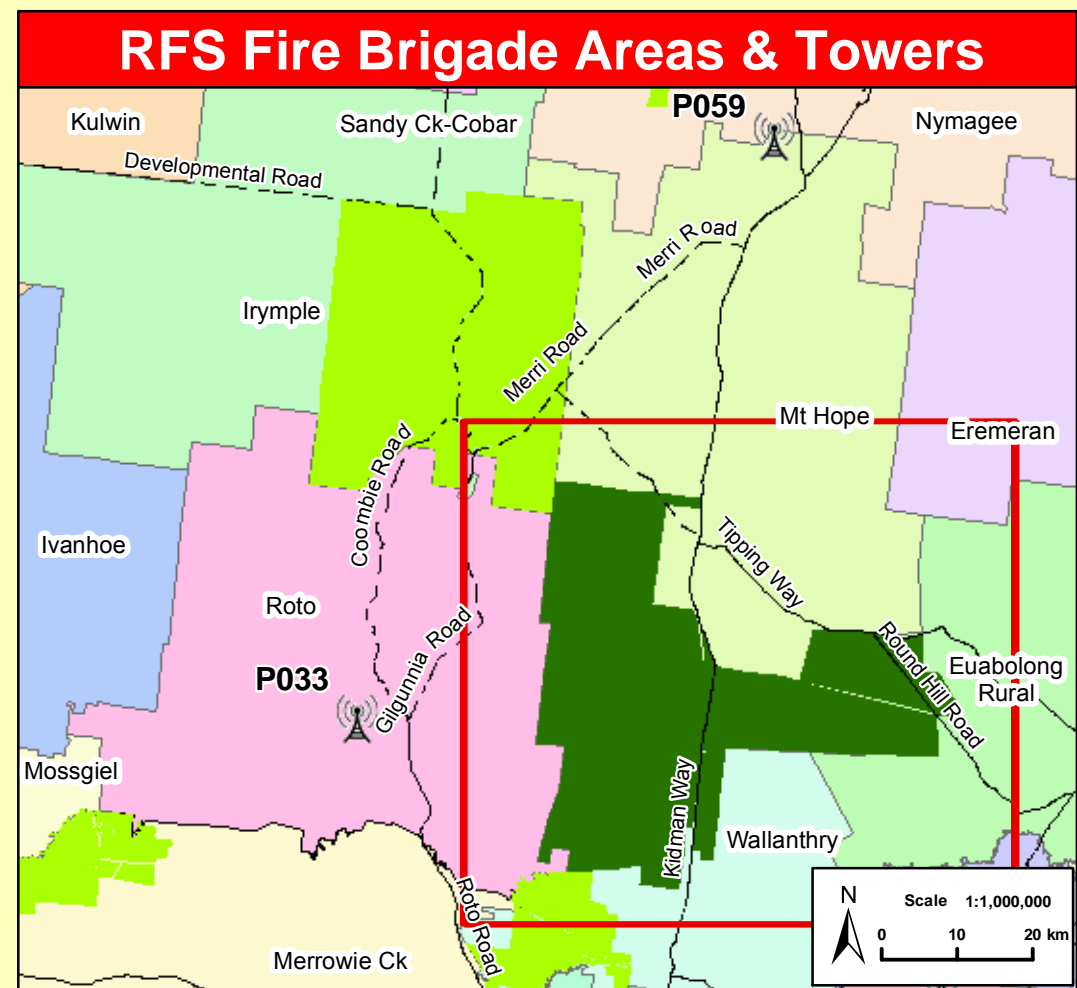 RFS Fire Brigade Areas & Towers
P059
Kulwin
Sandy Ck-Cobar
Nymagee
Developmental Road
Merri Road
Irymple
Merri Road
Mt Hope
Eremeran
Coombie Road
Ivanhoe
Tipping Way
Roto
Gilgunnia Road
Round Hill Road
Euabolong
Rural
P033
Mossgiel
Kidman Way
Wallanthry
Roto Road
Merrowie Ck
N
Scale 1:1,000,000
0 10 20 km